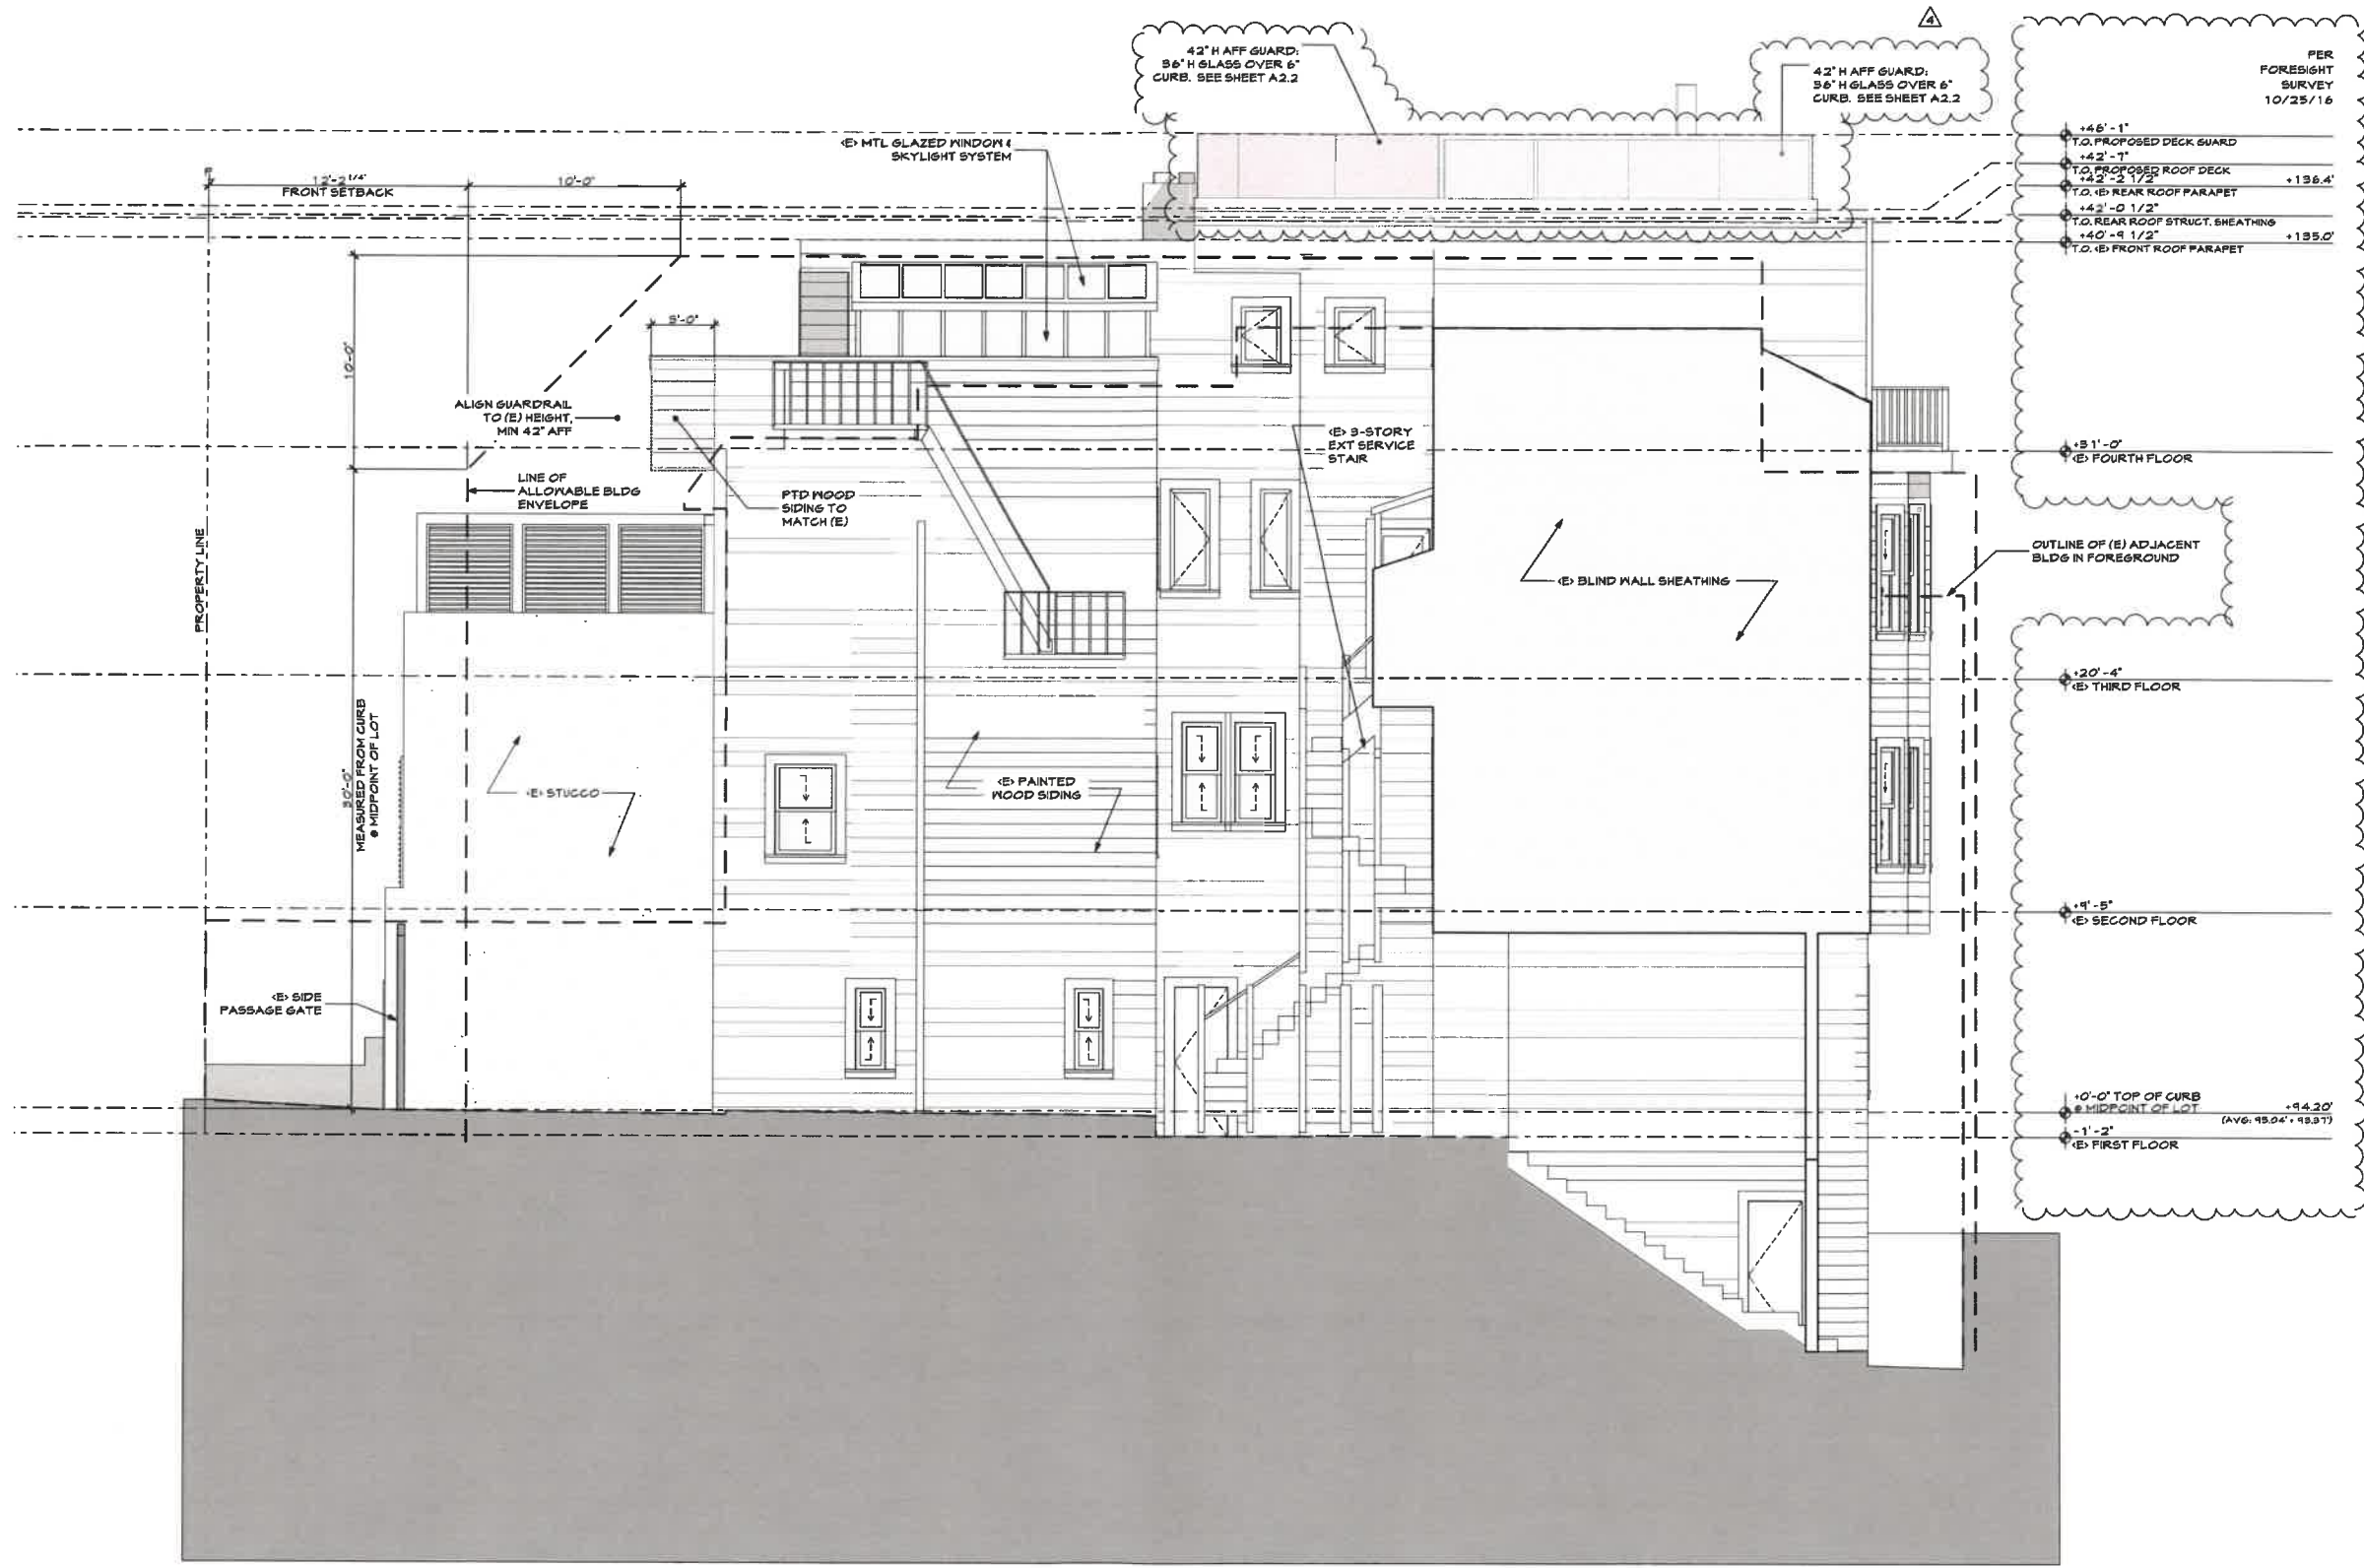 4
42" H AFF GUARD:
36" H GLASS OVER 6"
CURB. SEE SHEET A2.2
42" H AFF GUARD:
36" H GLASS OVER 6"
CURB. SEE SHEET A2.2
PER
FORESIGHT
SURVEY
10/25/16
<E> MTL GLAZED WINDOW &
SKYLIGHT SYSTEM
12'-2 1/4"
FRONT SETBACK
10'-0"
+46'-1"
T.O. PROPOSED DECK GUARD
+42'-7"
T.O. PROPOSED ROOF DECK
+42'-2 1/2"
T.O. <E> REAR ROOF PARAPET +136.4'
+42'-0 1/2"
T.O. REAR ROOF STRUCT. SHEATHING
+40'-9 1/2" +135.0'
T.O. <E> FRONT ROOF PARAPET
10'-0"
ALIGN GUARDRAIL
TO (E) HEIGHT,
MIN 42" AFF
LINE OF
ALLOWABLE BLDG
ENVELOPE
PTD WOOD
SIDING TO
MATCH (E)
<E> 3-STORY
EXT SERVICE
STAIR
+31'-0"
<E> FOURTH FLOOR
PROPERTY LINE
<E> BLIND WALL SHEATHING
OUTLINE OF (E) ADJACENT
BLDG IN FOREGROUND
+20'-4"
<E> THIRD FLOOR
30'-0"
MEASURED FROM CURB
@ MIDPOINT OF LOT
<E> STUCCO
<E> PAINTED
WOOD SIDING
+9'-5"
<E> SECOND FLOOR
<E> SIDE
PASSAGE GATE
+0'-0" TOP OF CURB
@ MIDPOINT OF LOT +94.20'
-1'-2"
<E> FIRST FLOOR